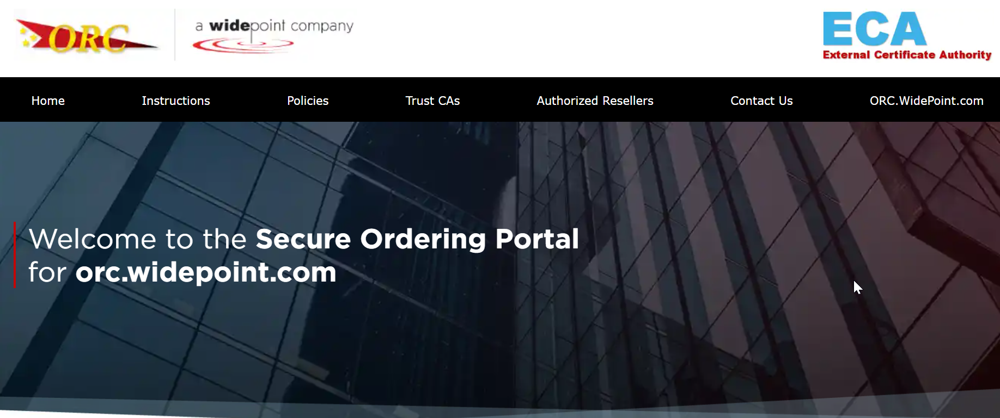 ORC
a widepoint company
ECA
External Certificate Authority
Home
Instructions
Policies
Trust CAs
Authorized Resellers
Contact Us
ORC.WidePoint.com
Welcome to the Secure Ordering Portal
for orc.widepoint.com